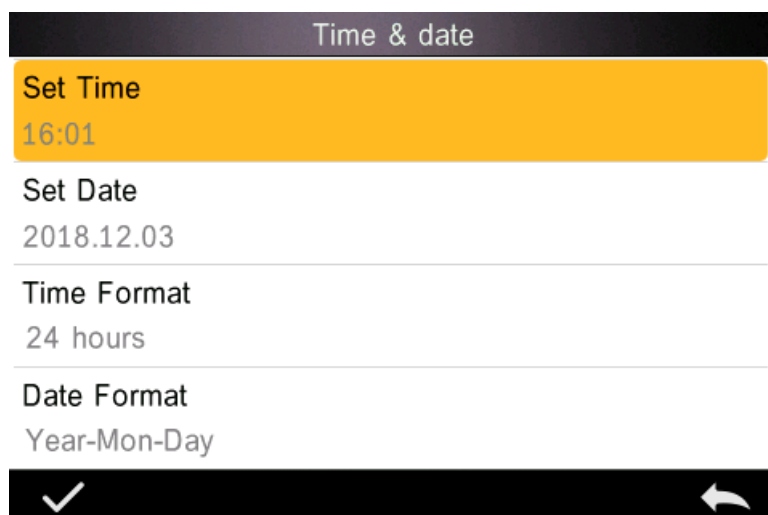 Time & date
Set Time
16:01
Set Date
2018.12.03
Time Format
24 hours
Date Format
Year-Mon-Day